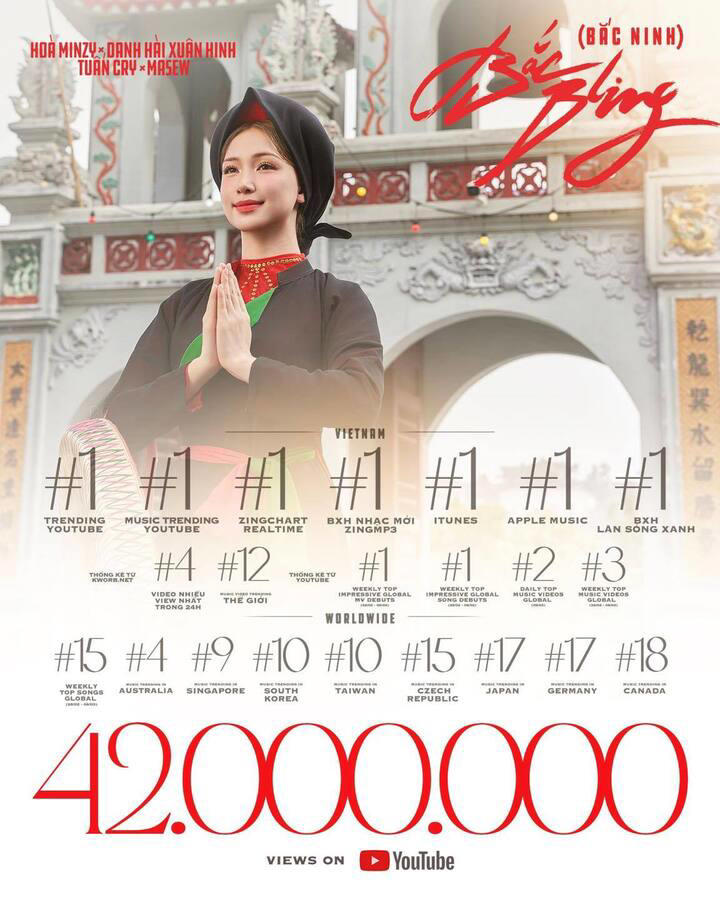 HOÀ MINZY × DANH HÀI XUÂN HINH
TUẤN CRY × MASEW
Bắc Bling
(BẮC NINH)
乾龍巽水留
VIETNAM
#1 TRENDING YOUTUBE
#1 MUSIC TRENDING YOUTUBE
#1 ZINGCHART REALTIME
#1 BXH NHẠC MỚI ZINGMP3
#1 ITUNES
#1 APPLE MUSIC
#1 BXH LÀN SÓNG XANH
THỐNG KÊ TỪ KWORB.NET
#4 VIDEO NHIỀU VIEW NHẤT TRONG 24H
#12 MUSIC VIDEO TRENDING THẾ GIỚI
THỐNG KÊ TỪ YOUTUBE
#1 WEEKLY TOP IMPRESSIVE GLOBAL MV DEBUTS
#1 WEEKLY TOP IMPRESSIVE GLOBAL SONG DEBUTS
#2 DAILY TOP MUSIC VIDEOS GLOBAL
#3 WEEKLY TOP MUSIC VIDEOS GLOBAL
WORLDWIDE
#15 WEEKLY TOP SONGS GLOBAL
#4 MUSIC TRENDING IN AUSTRALIA
#9 MUSIC TRENDING IN SINGAPORE
#10 MUSIC TRENDING IN SOUTH KOREA
#10 MUSIC TRENDING IN TAIWAN
#15 MUSIC TRENDING IN CZECH REPUBLIC
#17 MUSIC TRENDING IN JAPAN
#17 MUSIC TRENDING IN GERMANY
#18 MUSIC TRENDING IN CANADA
42.000.000
VIEWS ON YouTube